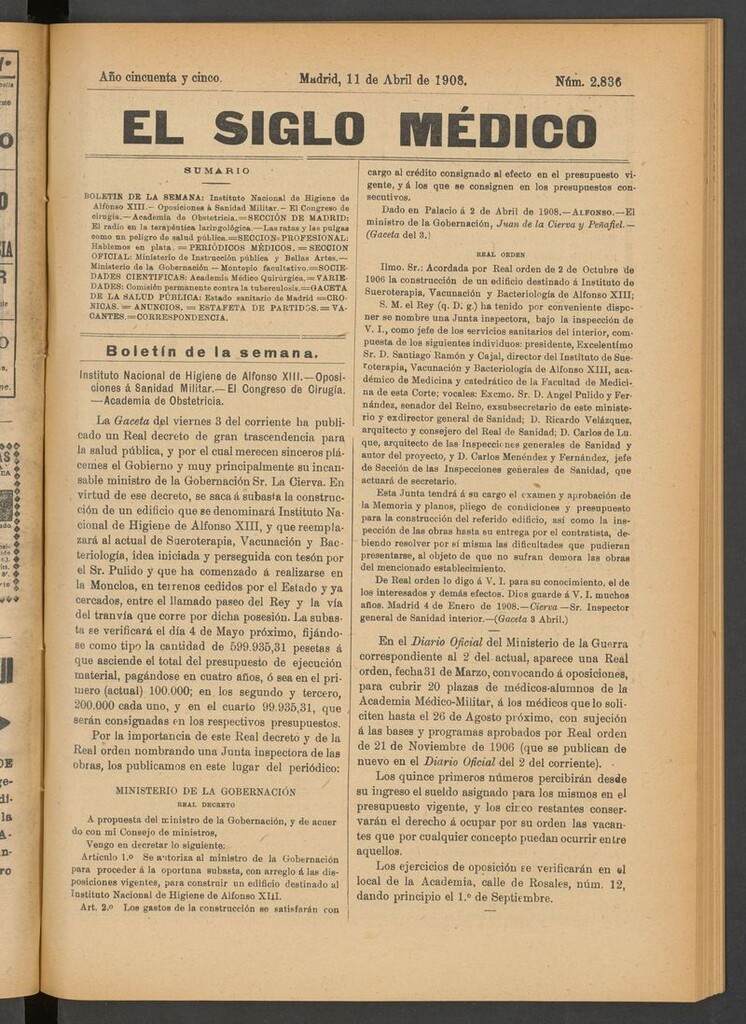 Año cincuenta y cinco.
Madrid, 11 de Abril de 1908.
Núm. 2.836
EL SIGLO MÉDICO
SUMARIO
BOLETIN DE LA SEMANA: Instituto Nacional de Higiene de
Alfonso XIII.— Oposiciones á Sanidad Militar.— El Congreso de
cirugía.—Academia de Obstetricia.=SECCIÓN DE MADRID:
El radio en la terapéutica laringológica.—Las ratas y las pulgas
como un peligro de salud pública.=SECCION PROFESIONAL:
Hablemos en plata. = PERIÓDICOS MÉDICOS. = SECCION
OFICIAL: Ministerio de Instrucción pública y Bellas Artes.—
Ministerio de la Gobernación — Montepío facultativo.=SOCIE-
DADES CIENTIFICAS: Academia Médico Quirúrgica.=VARIE-
DADES: Comisión permanente contra la tuberculosis.=GACETA
DE LA SALUD PÚBLICA: Estado sanitario de Madrid =CRO-
NICAS. = ANUNCIOS. = ESTAFETA DE PARTIDOS.=VA-
CANTES.=CORRESPONDENCIA.
Boletín de la semana.
Instituto Nacional de Higiene de Alfonso XIII.—Oposi-
ciones á Sanidad Militar.— El Congreso de Cirugía.
—Academia de Obstetricia.
La Gaceta del viernes 3 del corriente ha publi-
cado un Real decreto de gran trascendencia para
la salud pública, y por el cual merecen sinceros plá-
cemes el Gobierno y muy principalmente su incan-
sable ministro de la Gobernación Sr. La Cierva. En
virtud de ese decreto, se saca á subasta la construc-
ción de un edificio que se denominará Instituto Na-
cional de Higiene de Alfonso XIII, y que reempla-
zará al actual de Sueroterapia, Vacunación y Bac-
teriología, idea iniciada y perseguida con tesón por
el Sr. Pulido y que ha comenzado á realizarse en
la Moncloa, en terrenos cedidos por el Estado y ya
cercados, entre el llamado paseo del Rey y la vía
del tranvía que corre por dicha posesión. La subas-
ta se verificará el día 4 de Mayo próximo, fijándo-
se como tipo la cantidad de 599.935,31 pesetas á
que asciende el total del presupuesto de ejecución
material, pagándose en cuatro años, ó sea en el pri-
mero (actual) 100.000; en los segundo y tercero,
200.000 cada uno, y en el cuarto 99.935,31, que
serán consignadas en los respectivos presupuestos.
Por la importancia de este Real decreto y de la
Real orden nombrando una Junta inspectora de las
obras, los publicamos en este lugar del periódico:
MINISTERIO DE LA GOBERNACIÓN
REAL DECRETO
A propuesta del ministro de la Gobernación, y de acuer
do con mi Consejo de ministros,
Vengo en decretar lo siguiente:
Artículo 1.º Se autoriza al ministro de la Gobernación
para proceder á la oportuna subasta, con arreglo á las dis-
posiciones vigentes, para construir un edificio destinado al
Instituto Nacional de Higiene de Alfonso XIII.
Art. 2.º Los gastos de la construcción se satisfarán con
cargo al crédito consignado al efecto en el presupuesto vi-
gente, y á los que se consignen en los presupuestos con-
secutivos.
Dado en Palacio á 2 de Abril de 1908.—ALFONSO.—El
ministro de la Gobernación, Juan de la Cierva y Peñafiel.—
(Gaceta del 3.)
REAL ORDEN
Ilmo. Sr.: Acordada por Real orden de 2 de Octubre de
1906 la construcción de un edificio destinado á Instituto
de Sueroterapia, Vacunación y Bacteriología de Alfonso XIII;
S. M. el Rey (q. D. g.) ha tenido por conveniente dispo-
ner se nombre una Junta inspectora, bajo la inspección de
V. I., como jefe de los servicios sanitarios del interior, com-
puesta de los siguientes individuos: presidente, Excelentímo
Sr. D. Santiago Ramón y Cajal, director del Instituto de Sue-
roterapia, Vacunación y Bacteriología de Alfonso XIII, aca-
démico de Medicina y catedrático de la Facultad de Medici-
na de esta Corte; vocales: Excmo. Sr. D. Angel Pulido y Fer-
nández, senador del Reino, exsubsecretario de este ministe-
rio y exdirector general de Sanidad; D. Ricardo Velázquez,
arquitecto y consejero del Real de Sanidad; D. Carlos de Lu-
que, arquitecto de las Inspecciones generales de Sanidad y
autor del proyecto, y D. Carlos Menéndez y Fernández, jefe
de Sección de las Inspecciones generales de Sanidad, que
actuará de secretario.
Esta Junta tendrá á su cargo el examen y aprobación de
la Memoria y planos, pliego de condiciones y presupuesto
para la construcción del referido edificio, así como la ins-
pección de las obras hasta su entrega por el contratista, de-
biendo resolver por sí misma las dificultades que pudieran
presentarse, al objeto de que no sufran demora las obras
del mencionado establecimiento.
De Real orden lo digo á V. I. para su conocimiento, el de
los interesados y demás efectos. Dios guarde á V. I. muchos
años. Madrid 4 de Enero de 1908.—Cierva —Sr. Inspector
general de Sanidad interior.—(Gaceta 3 Abril.)
En el Diario Oficial del Ministerio de la Guerra
correspondiente al 2 del actual, aparece una Real
orden, fecha 31 de Marzo, convocando á oposiciones,
para cubrir 20 plazas de médicos-alumnos de la
Academia Médico-Militar, á los médicos que lo soli-
citen hasta el 26 de Agosto próximo, con sujeción
á las bases y programas aprobados por Real orden
de 21 de Noviembre de 1906 (que se publican de
nuevo en el Diario Oficial del 2 del corriente).
Los quince primeros números percibirán desde
su ingreso el sueldo asignado para los mismos en el
presupuesto vigente, y los cinco restantes conser-
varán el derecho á ocupar por su orden las vacan-
tes que por cualquier concepto puedan ocurrir entre
aquellos.
Los ejercicios de oposición se verificarán en el
local de la Academia, calle de Rosales, núm. 12,
dando principio el 1.º de Septiembre.